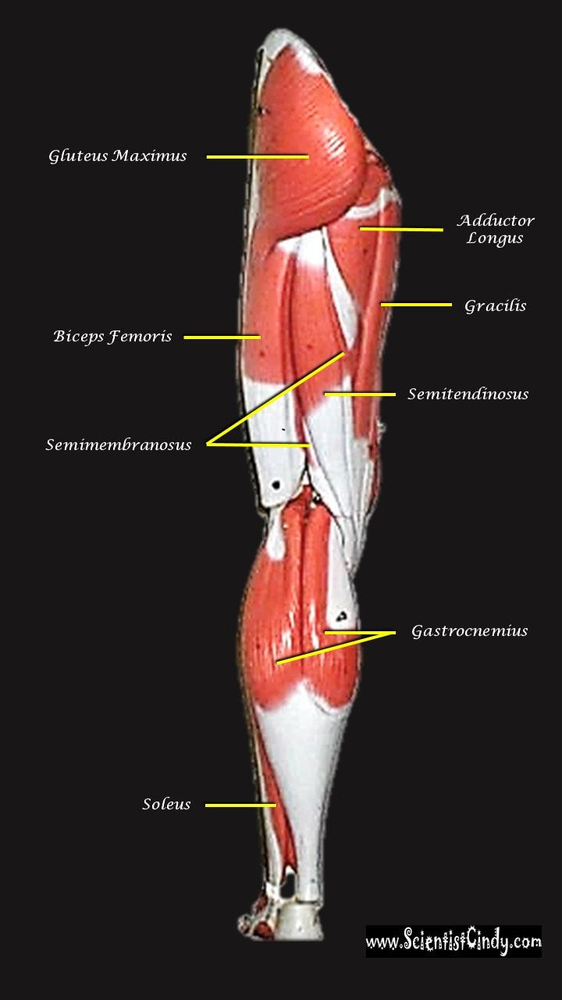 Gluteus Maximus
Adductor
Longus
Gracilis
Biceps Femoris
Semitendinosus
Semimembranosus
Gastrocnemius
Soleus
www.ScientistCindy.com